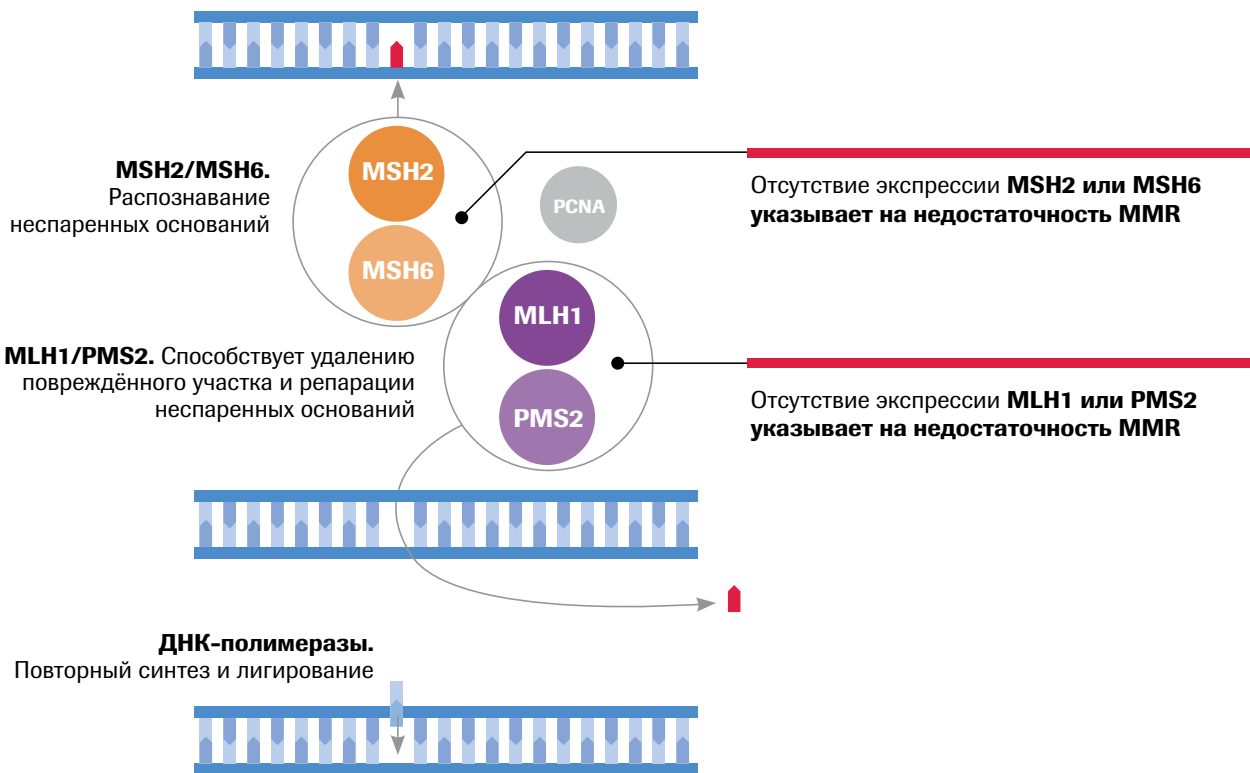 MSH2/MSH6.
Распознавание
неспаренных оснований
MSH2
MSH6
PCNA
Отсутствие экспрессии MSH2 или MSH6
указывает на недостаточность MMR
MLH1/PMS2. Способствует удалению
повреждённого участка и репарации
неспаренных оснований
MLH1
PMS2
Отсутствие экспрессии MLH1 или PMS2
указывает на недостаточность MMR
ДНК-полимеразы.
Повторный синтез и лигирование